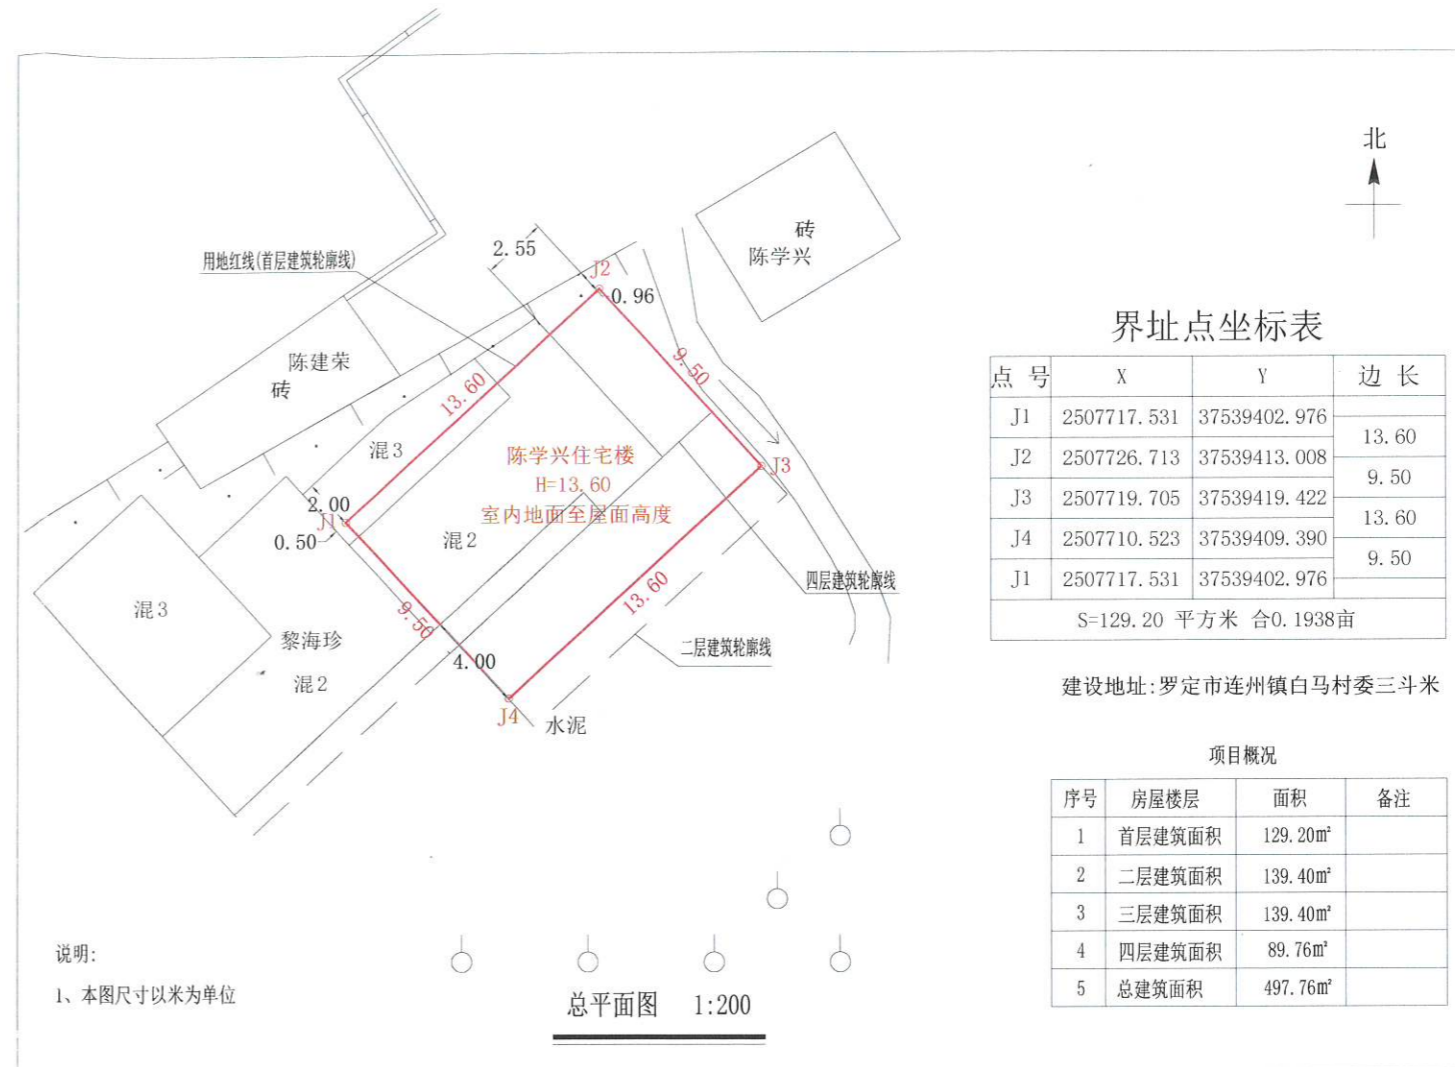 北
2.55
用地红线(首层建筑轮廓线)
J2
0.96
砖
陈学兴
陈建荣
砖
9.50
13.60
混3
陈学兴住宅楼
H=13.60
室内地面至屋面高度
J3
2.00
J1
0.50
混2
四层建筑轮廓线
13.60
混3
9.50
黎海珍
混2
4.00
二层建筑轮廓线
J4
水泥
界址点坐标表
点 号 X Y 边 长
J1 2507717.531 37539402.976
13.60
J2 2507726.713 37539413.008
9.50
J3 2507719.705 37539419.422
13.60
J4 2507710.523 37539409.390
9.50
J1 2507717.531 37539402.976
S=129.20 平方米 合0.1938亩
建设地址:罗定市连州镇白马村委三斗米
项目概况
序号 房屋楼层 面积 备注
1 首层建筑面积 129.20㎡
2 二层建筑面积 139.40㎡
3 三层建筑面积 139.40㎡
4 四层建筑面积 89.76㎡
5 总建筑面积 497.76㎡
说明:
1、本图尺寸以米为单位
总平面图 1:200